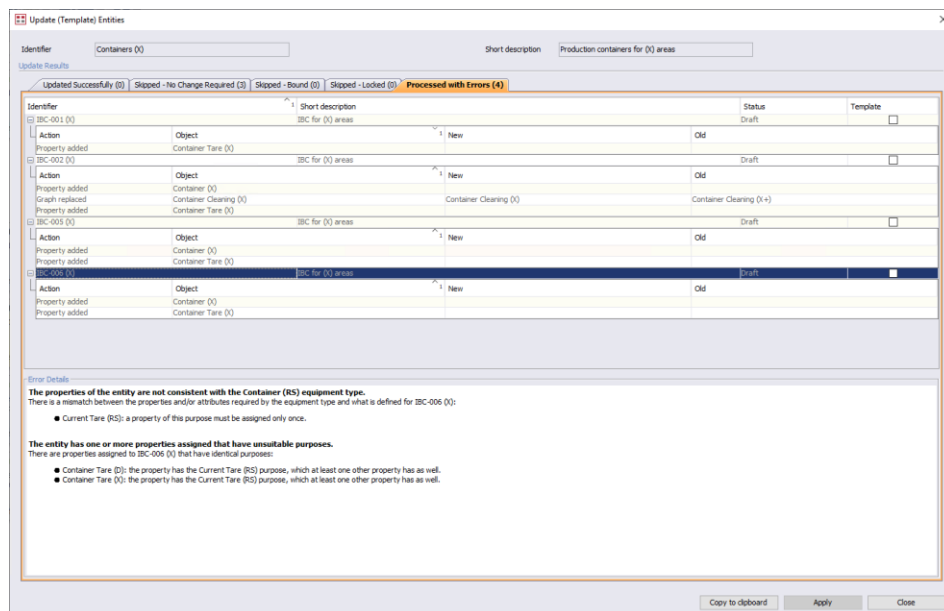 Update (Template) Entities
Identifier Containers (X) Short description Production containers for (X) areas
Update Results
Updated Successfully (0) Skipped - No Change Required (3) Skipped - Bound (0) Skipped - Locked (0) Processed with Errors (4)
Identifier 1 Short description Status Template
IBC-001 (X) IBC for (X) areas Draft
Action Object 1 New Old
Property added Container Tare (X)
IBC-002 (X) IBC for (X) areas Draft
Action Object 1 New Old
Property added Container (X)
Graph replaced Container Cleaning (X) Container Cleaning (X) Container Cleaning (X+)
Property added Container Tare (X)
IBC-005 (X) IBC for (X) areas Draft
Action Object 1 New Old
Property added Container (X)
Property added Container Tare (X)
IBC-006 (X) IBC for (X) areas Draft
Action Object 1 New Old
Property added Container (X)
Property added Container Tare (X)
Error Details
The properties of the entity are not consistent with the Container (RS) equipment type.
There is a mismatch between the properties and/or attributes required by the equipment type and what is defined for IBC-006 (X):
● Current Tare (RS): a property of this purpose must be assigned only once.
The entity has one or more properties assigned that have unsuitable purposes.
There are properties assigned to IBC-006 (X) that have identical purposes:
● Container Tare (D): the property has the Current Tare (RS) purpose, which at least one other property has as well.
● Container Tare (X): the property has the Current Tare (RS) purpose, which at least one other property has as well.
Copy to clipboard Apply Close